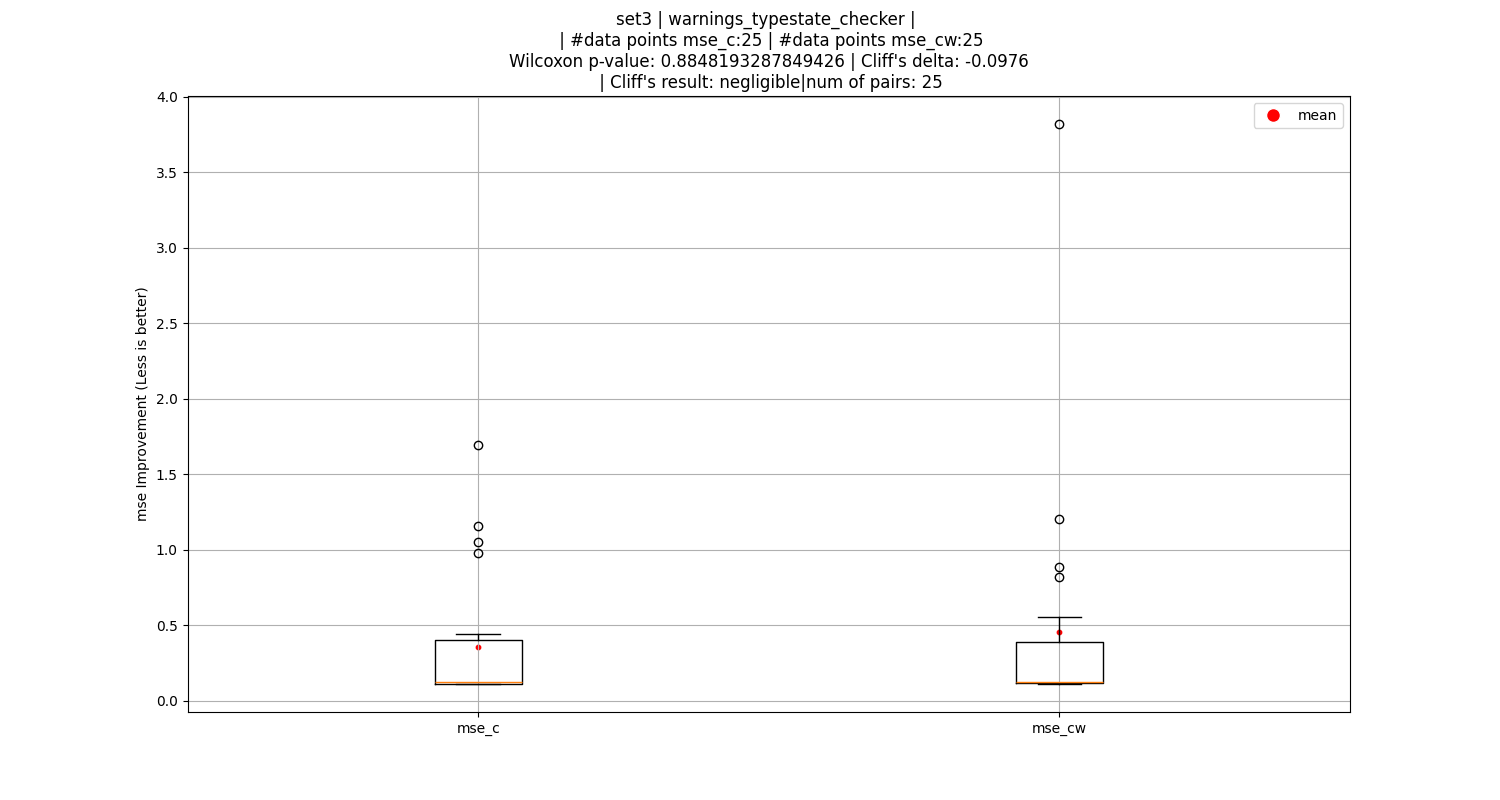 set3 | warnings_typestate_checker |
| #data points mse_c:25 | #data points mse_cw:25
Wilcoxon p-value: 0.8848193287849426 | Cliff's delta: -0.0976
| Cliff's result: negligible|num of pairs: 25
mean
4.0
3.5
3.0
2.5
2.0
1.5
1.0
0.5
0.0
mse Improvement (Less is better)
mse_c
mse_cw